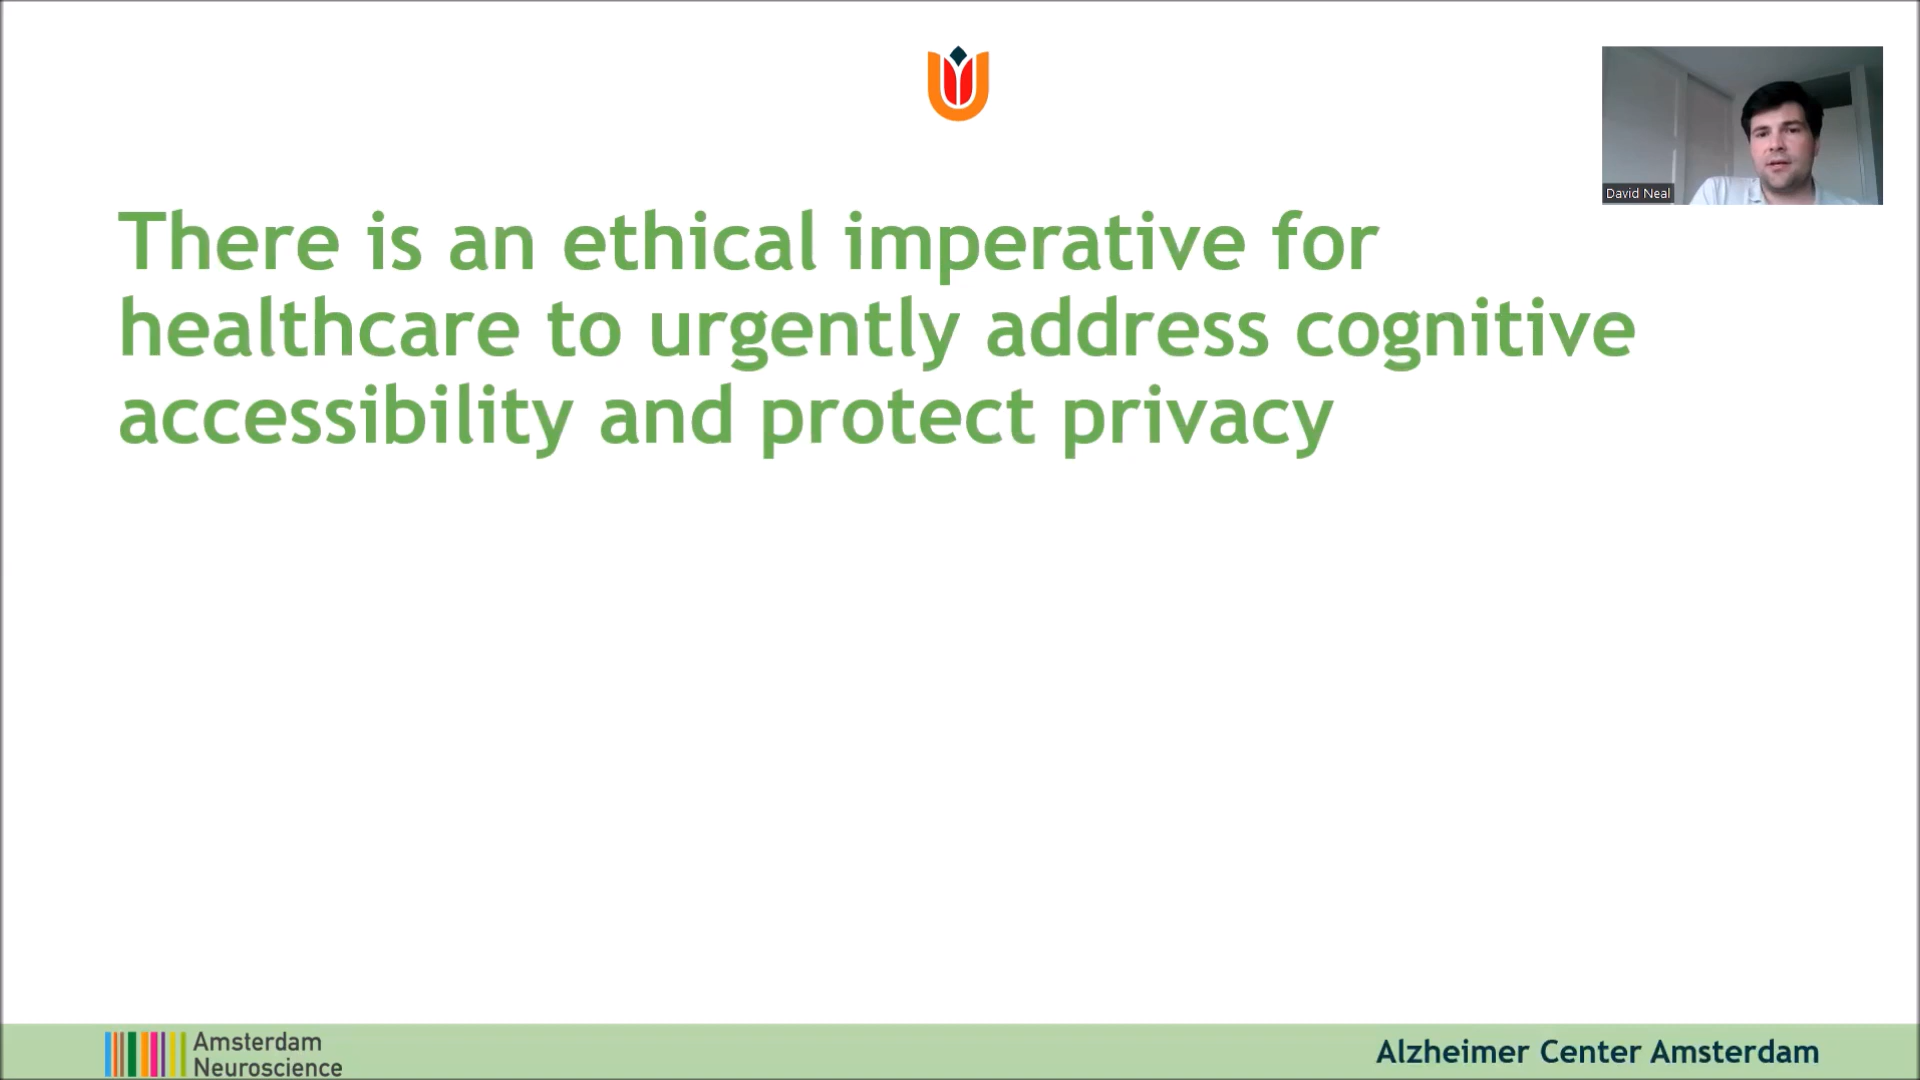 David Neal
There is an ethical imperative for
healthcare to urgently address cognitive
accessibility and protect privacy
Amsterdam
Neuroscience
Alzheimer Center Amsterdam